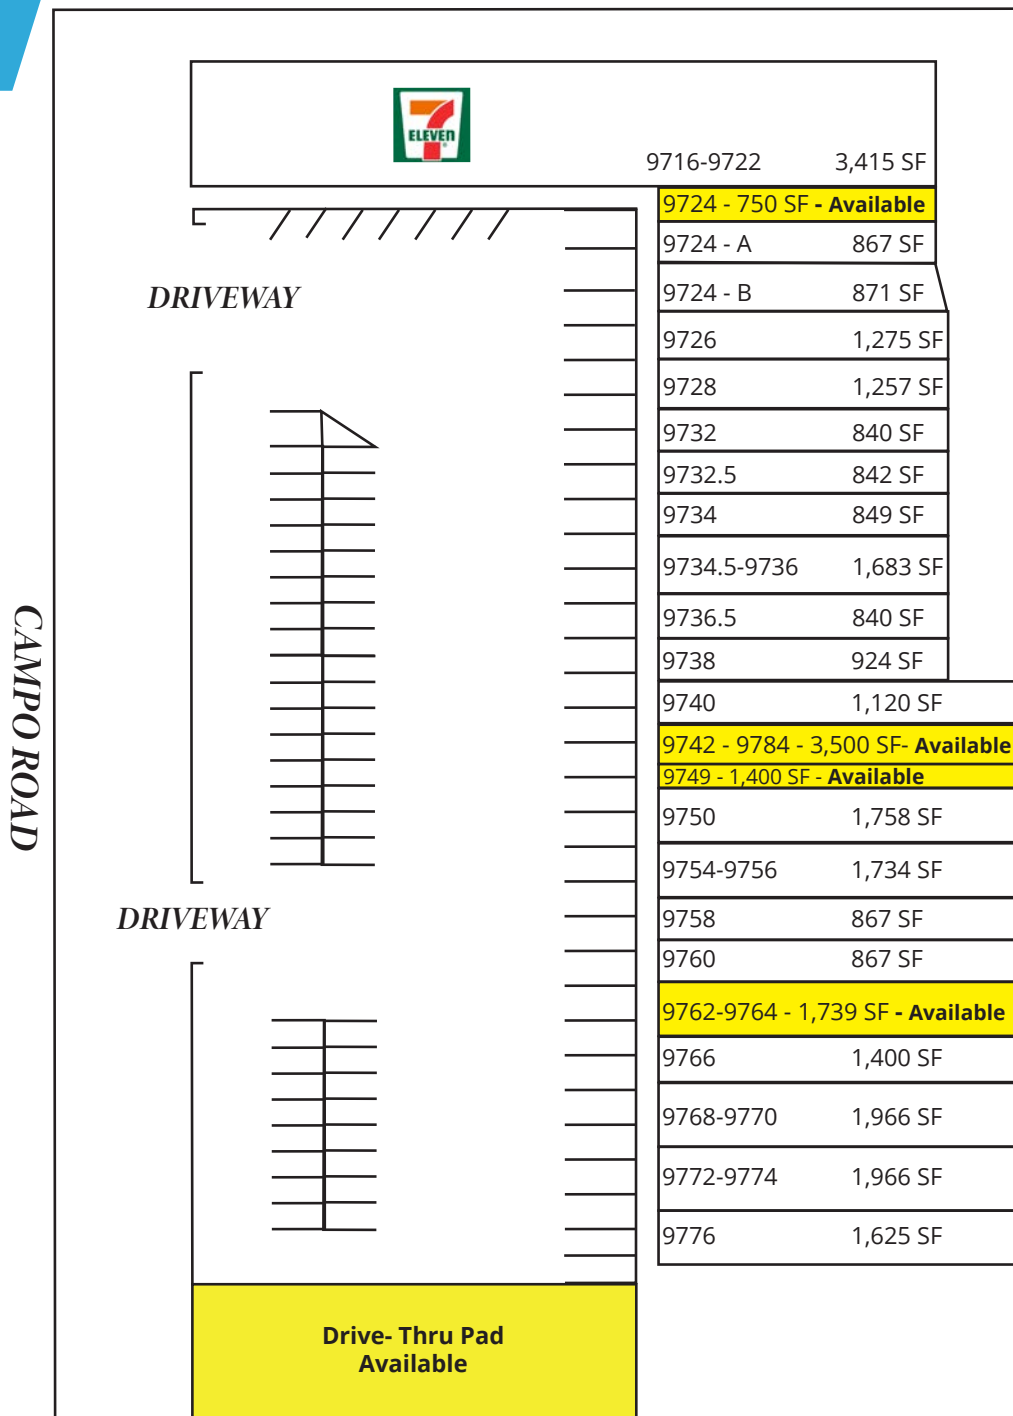 7
ELEVEN
®
9716-9722 3,415 SF
9724 - 750 SF - Available
9724 - A 867 SF
DRIVEWAY
9724 - B 871 SF
9726 1,275 SF
9728 1,257 SF
9732 840 SF
9732.5 842 SF
9734 849 SF
9734.5-9736 1,683 SF
9736.5 840 SF
9738 924 SF
CAMPO ROAD
9740 1,120 SF
9742 - 9784 - 3,500 SF- Available
9749 - 1,400 SF - Available
9750 1,758 SF
9754-9756 1,734 SF
DRIVEWAY
9758 867 SF
9760 867 SF
9762-9764 - 1,739 SF - Available
9766 1,400 SF
9768-9770 1,966 SF
9772-9774 1,966 SF
9776 1,625 SF
Drive- Thru Pad
Available